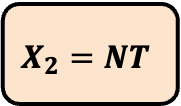 X₂ = NT